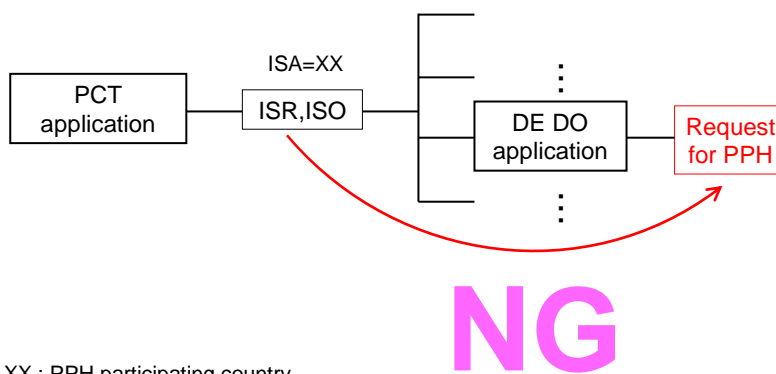 ISA=XX
PCT
application
ISR,ISO
DE DO
application
Request
for PPH
NG
XX : PPH participating country